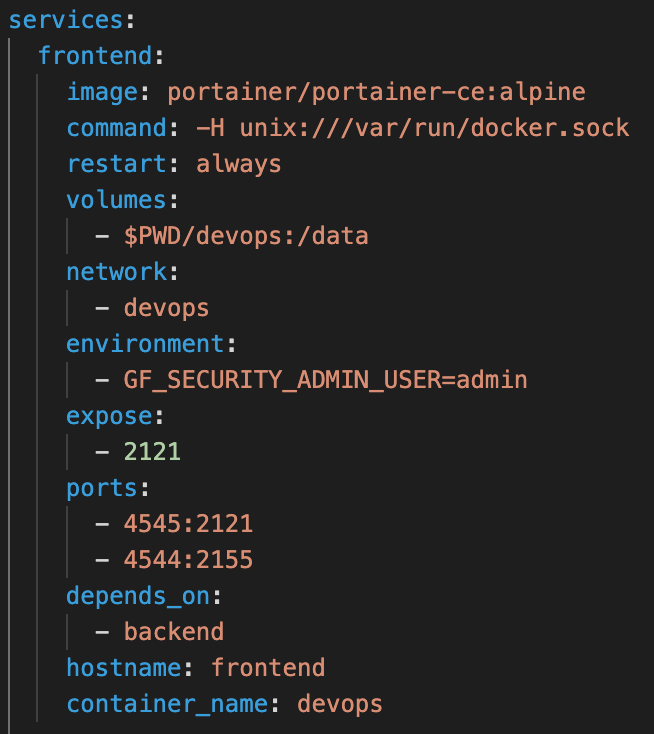 services:
  frontend:
    image: portainer/portainer-ce:alpine
    command: -H unix:///var/run/docker.sock
    restart: always
    volumes:
      - $PWD/devops:/data
    network:
      - devops
    environment:
      - GF_SECURITY_ADMIN_USER=admin
    expose:
      - 2121
    ports:
      - 4545:2121
      - 4544:2155
    depends_on:
      - backend
    hostname: frontend
    container_name: devops